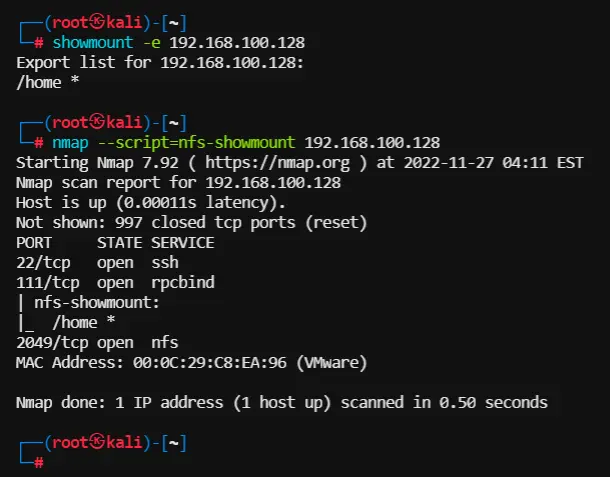 ┌──(root㉿kali)-[~]
└─# showmount -e 192.168.100.128
Export list for 192.168.100.128:
/home *
┌──(root㉿kali)-[~]
└─# nmap --script=nfs-showmount 192.168.100.128
Starting Nmap 7.92 ( https://nmap.org ) at 2022-11-27 04:11 EST
Nmap scan report for 192.168.100.128
Host is up (0.00011s latency).
Not shown: 997 closed tcp ports (reset)
PORT     STATE SERVICE
22/tcp   open  ssh
111/tcp  open  rpcbind
| nfs-showmount:
|_  /home *
2049/tcp open  nfs
MAC Address: 00:0C:29:C8:EA:96 (VMware)
Nmap done: 1 IP address (1 host up) scanned in 0.50 seconds
┌──(root㉿kali)-[~]
└─#